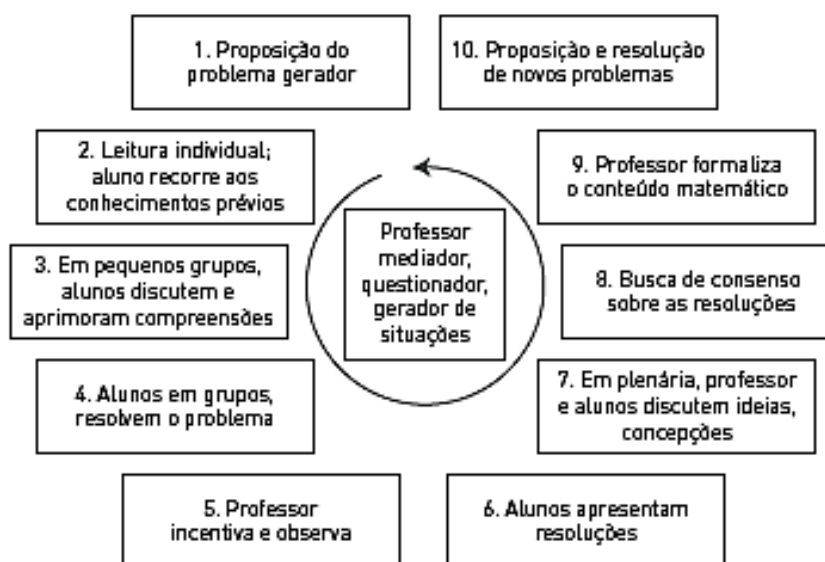 1. Proposição do
problema gerador
2. Leitura individual;
aluno recorre aos
conhecimentos prévios
3. Em pequenos grupos,
alunos discutem e
aprimoram compreensões
4. Alunos em grupos,
resolvem o problema
5. Professor
incentiva e observa
6. Alunos apresentam
resoluções
7. Em plenária, professor
e alunos discutem ideias,
concepções
8. Busca de consenso
sobre as resoluções
9. Professor formaliza
o conteúdo matemático
10. Proposição e resolução
de novos problemas
Professor
mediador,
questionador,
gerador de
situações